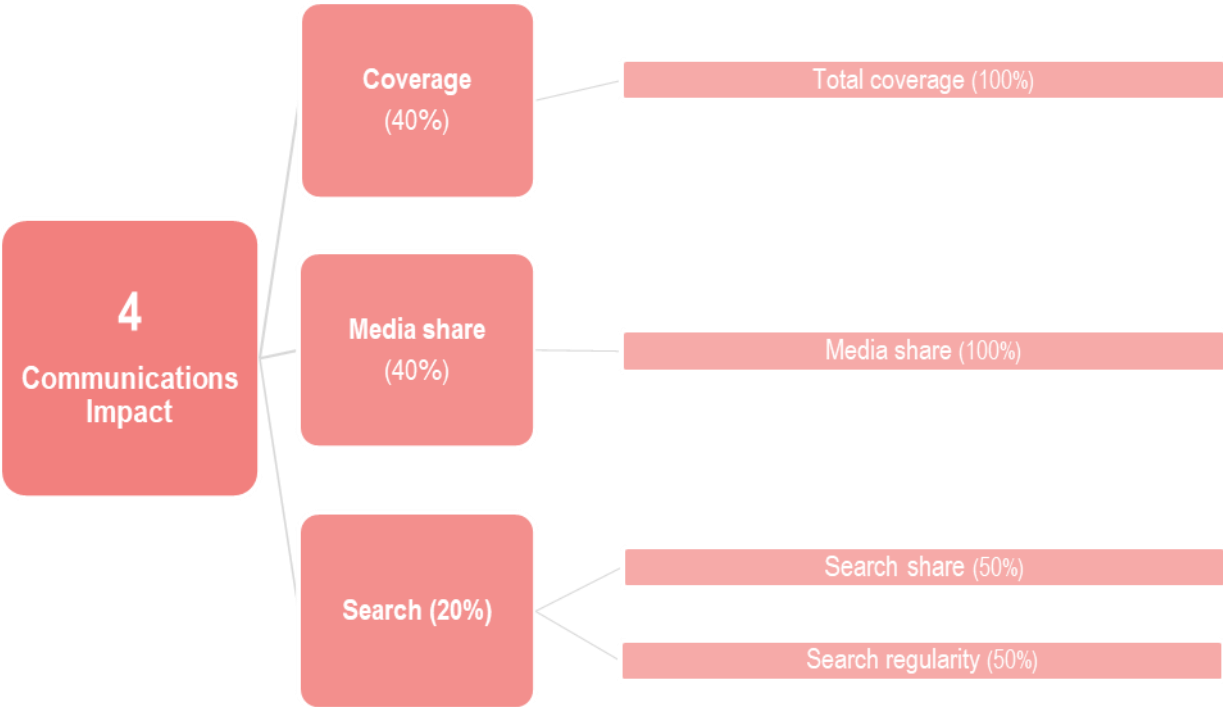 4
Communications
Impact
Coverage
(40%)
Total coverage (100%)
Media share
(40%)
Media share (100%)
Search (20%)
Search share (50%)
Search regularity (50%)